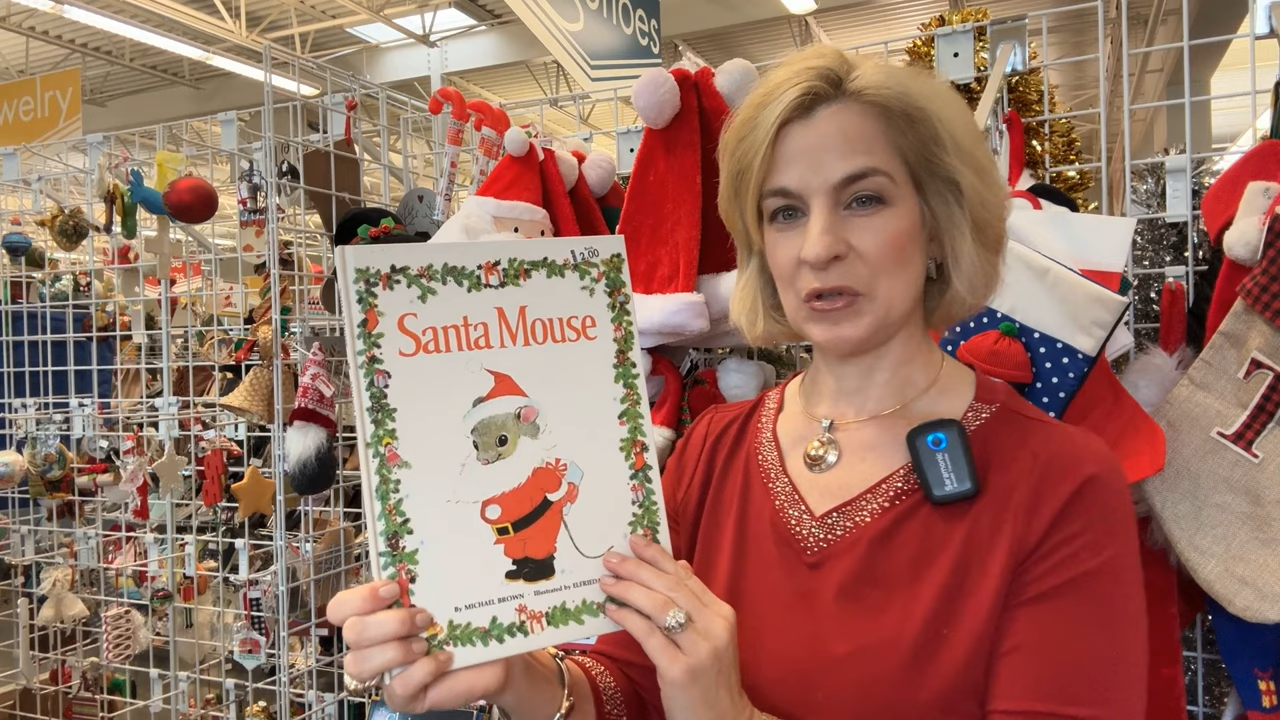 welry
Shoes
2.00
Santa Mouse
By MICHAEL BROWN · Illustrated by ELFRIEDA
Saramonic
T